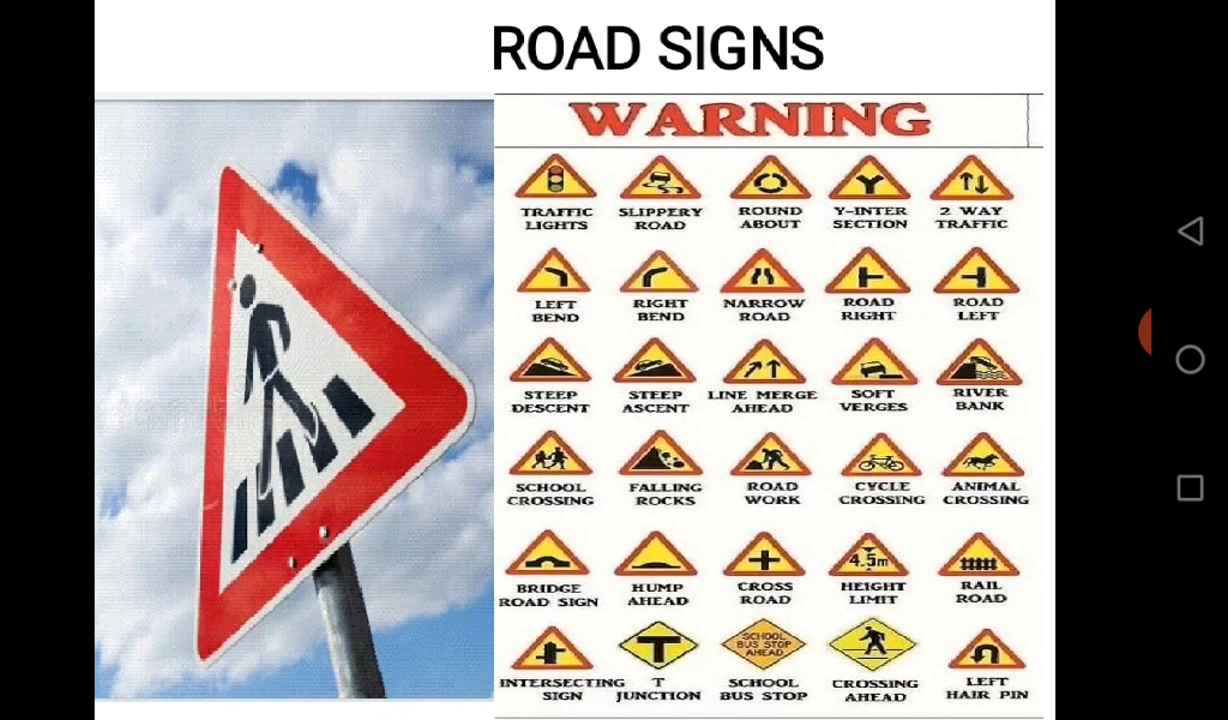 ROAD SIGNS
WARNING
TRAFFIC LIGHTS
SLIPPERY ROAD
ROUND ABOUT
Y-INTER SECTION
2 WAY TRAFFIC
LEFT BEND
RIGHT BEND
NARROW ROAD
ROAD RIGHT
ROAD LEFT
STEEP DESCENT
STEEP ASCENT
LINE MERGE AHEAD
SOFT VERGES
RIVER BANK
SCHOOL CROSSING
FALLING ROCKS
ROAD WORK
CYCLE CROSSING
ANIMAL CROSSING
BRIDGE ROAD SIGN
HUMP AHEAD
CROSS ROAD
4.5m
HEIGHT LIMIT
RAIL ROAD
INTERSECTING SIGN
T JUNCTION
SCHOOL
BUS STOP
AHEAD
SCHOOL BUS STOP
CROSSING AHEAD
LEFT HAIR PIN